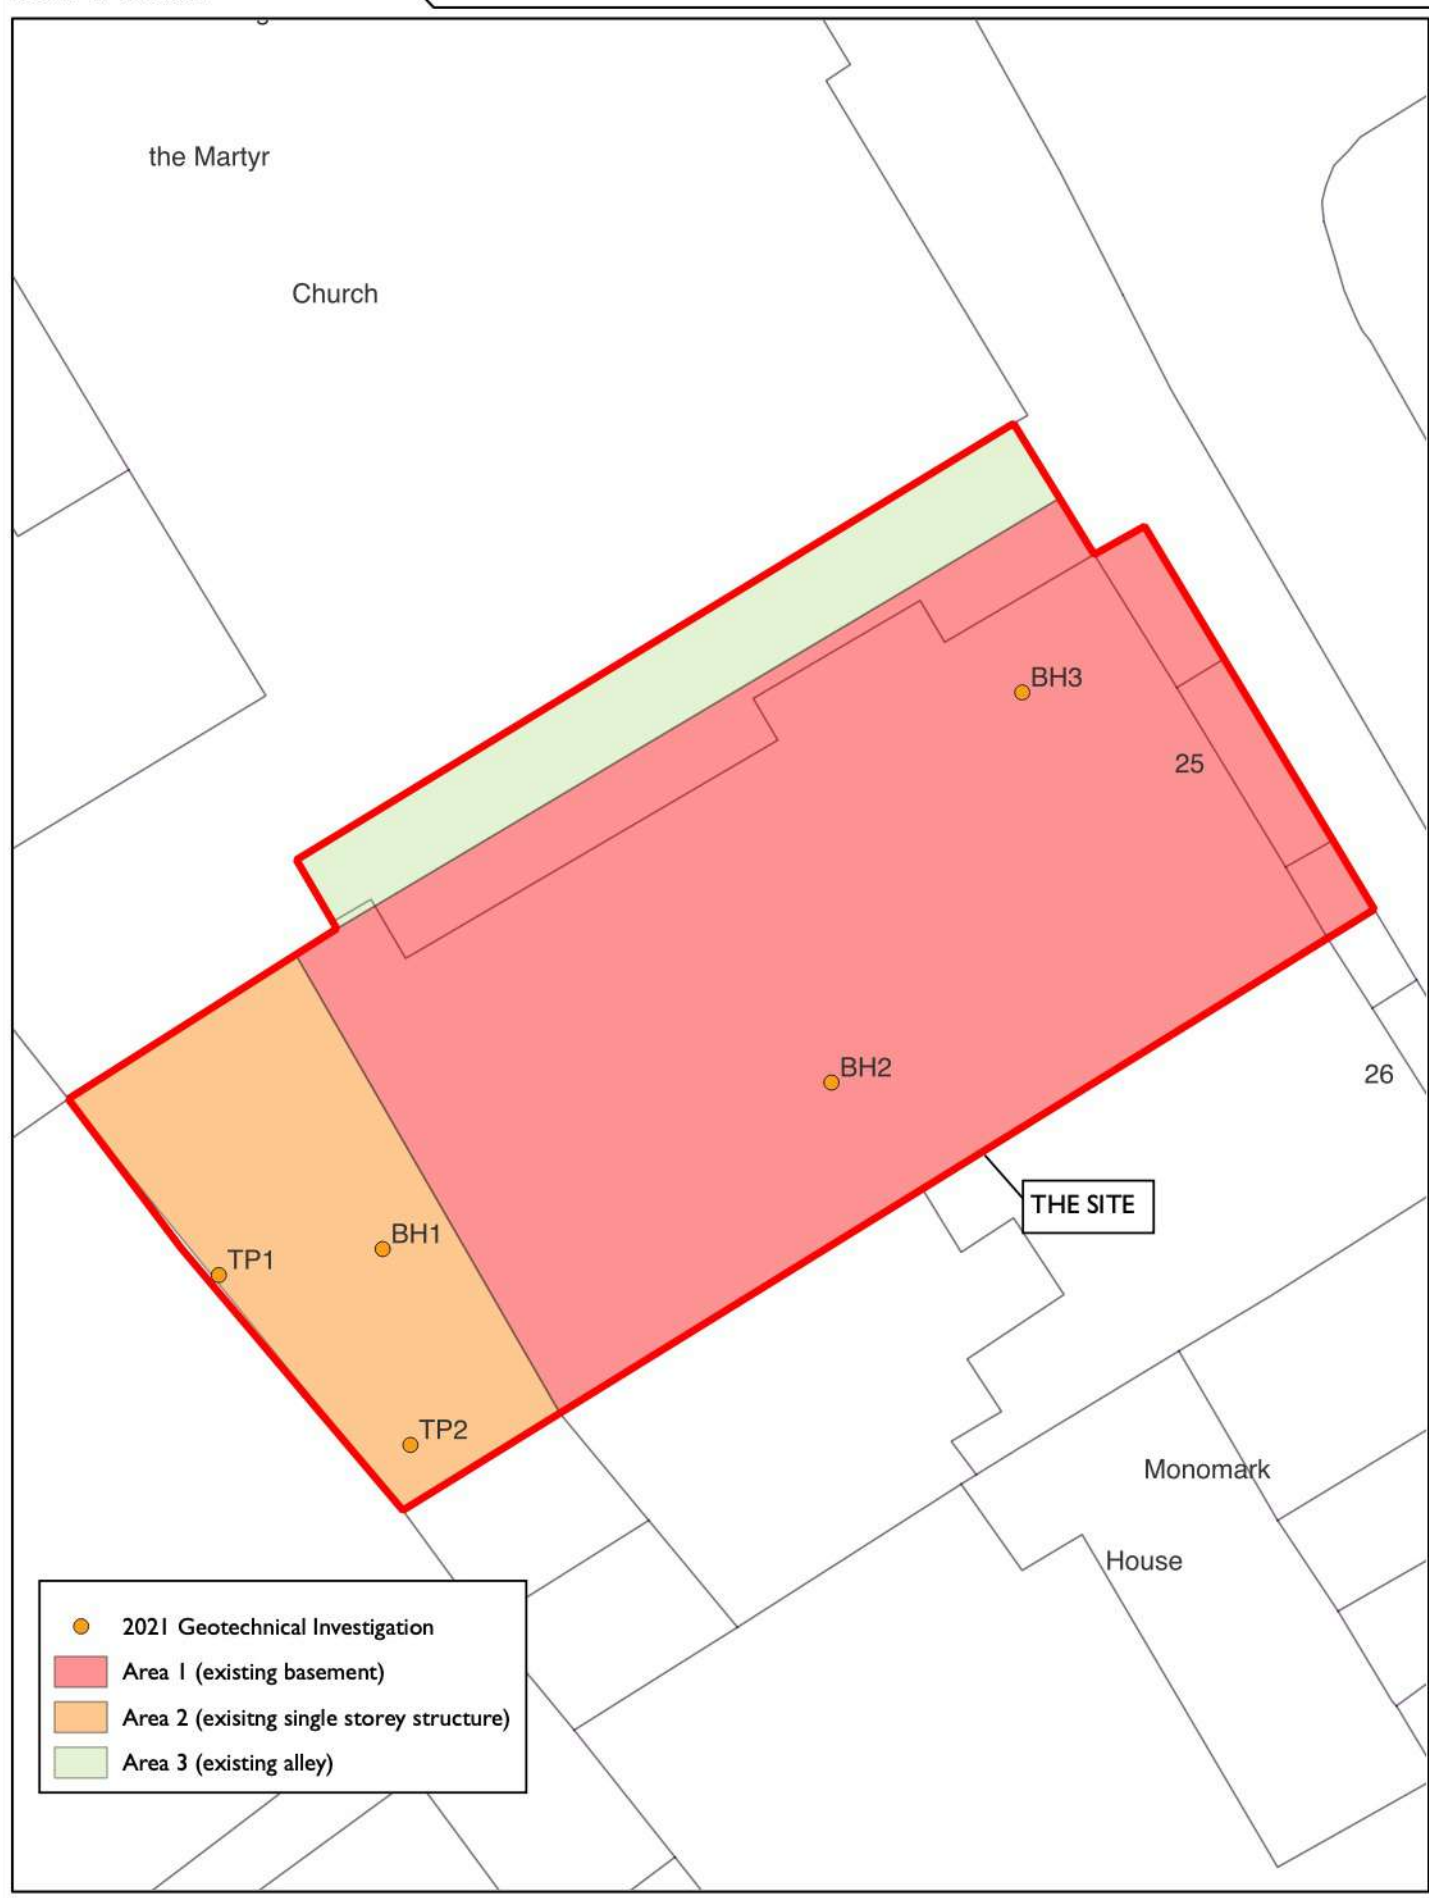 the Martyr
Church
BH3
25
BH2
26
THE SITE
BH1
TP1
TP2
Monomark
House
2021 Geotechnical Investigation
Area 1 (existing basement)
Area 2 (exisitng single storey structure)
Area 3 (existing alley)